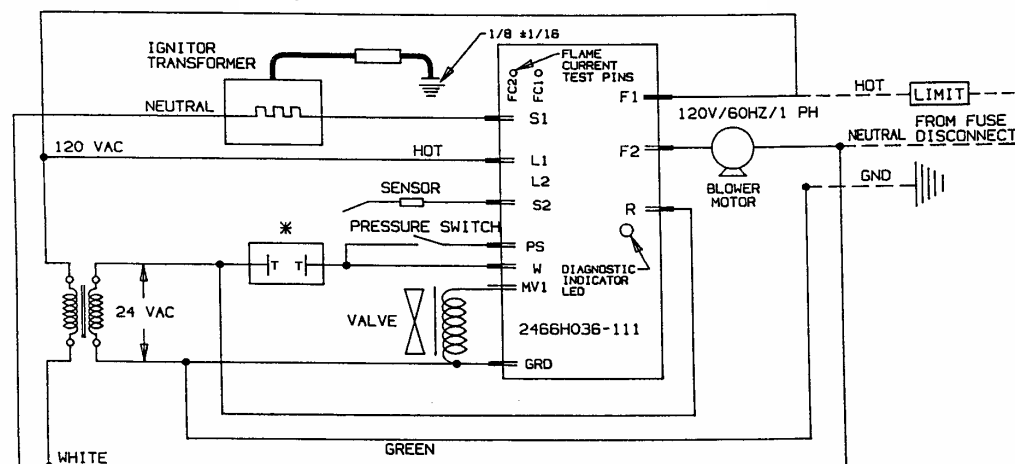 1/8 ±1/16
IGNITOR
TRANSFORMER
FLAME
CURRENT
TEST PINS
FC2
FC1
NEUTRAL
S1
F1
HOT
LIMIT
120V/60HZ/1 PH
FROM FUSE
DISCONNECT
120 VAC
HOT
L1
F2
NEUTRAL
L2
GND
SENSOR
S2
BLOWER
MOTOR
R
*
PRESSURE SWITCH
PS
T T
W
DIAGNOSTIC
INDICATOR
LED
MV1
24 VAC
VALVE
2466H036-111
GRD
GREEN
WHITE